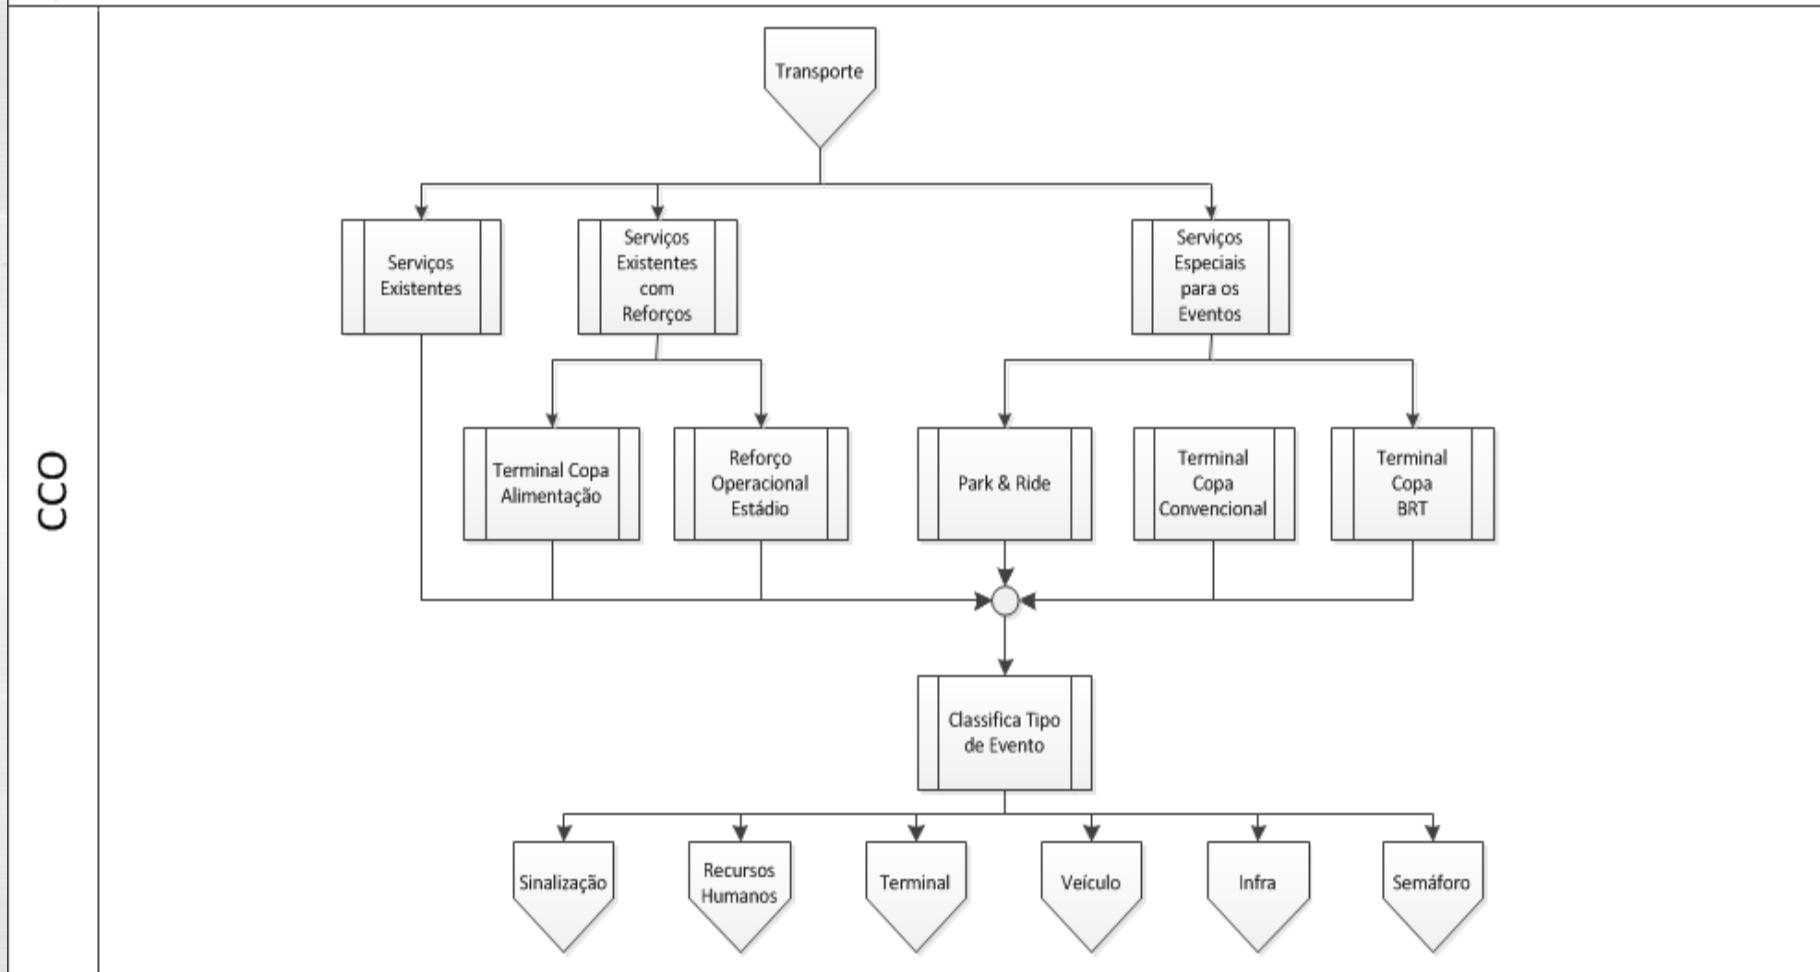 CCO
Transporte
Serviços
Existentes
Serviços
Existentes
com
Reforços
Serviços
Especiais
para os
Eventos
Terminal Copa
Alimentação
Reforço
Operacional
Estádio
Park & Ride
Terminal
Copa
Convencional
Terminal
Copa
BRT
Classifica Tipo
de Evento
Sinalização
Recursos
Humanos
Terminal
Veículo
Infra
Semáforo